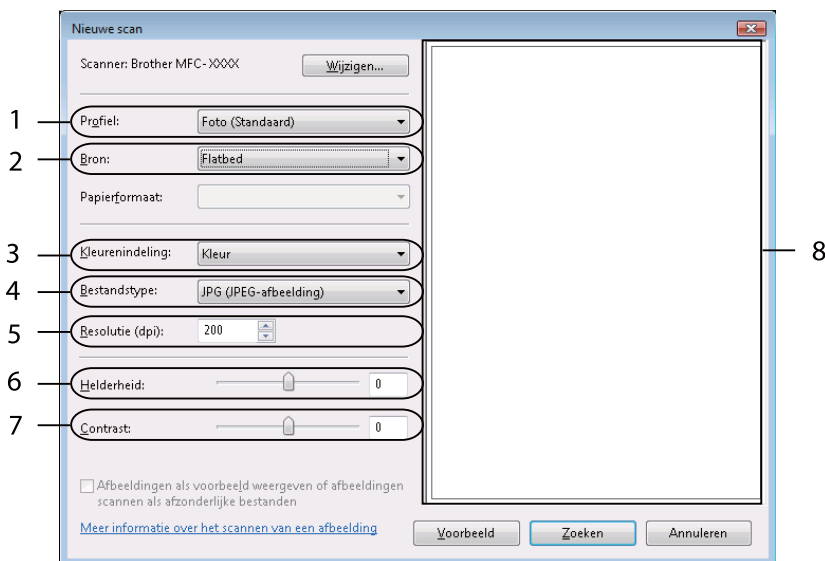 Nieuwe scan
Scanner: Brother MFC-XXXX
Wijzigen...
1
Profiel:
Foto (Standaard)
2
Bron:
Flatbed
Papierformaat:
3
Kleurenindeling:
Kleur
4
Bestandstype:
JPG (JPEG-afbeelding)
5
Resolutie (dpi):
200
6
Helderheid:
0
7
Contrast:
0
8
Afbeeldingen als voorbeeld weergeven of afbeeldingen
scannen als afzonderlijke bestanden
Meer informatie over het scannen van een afbeelding
Voorbeeld
Zoeken
Annuleren